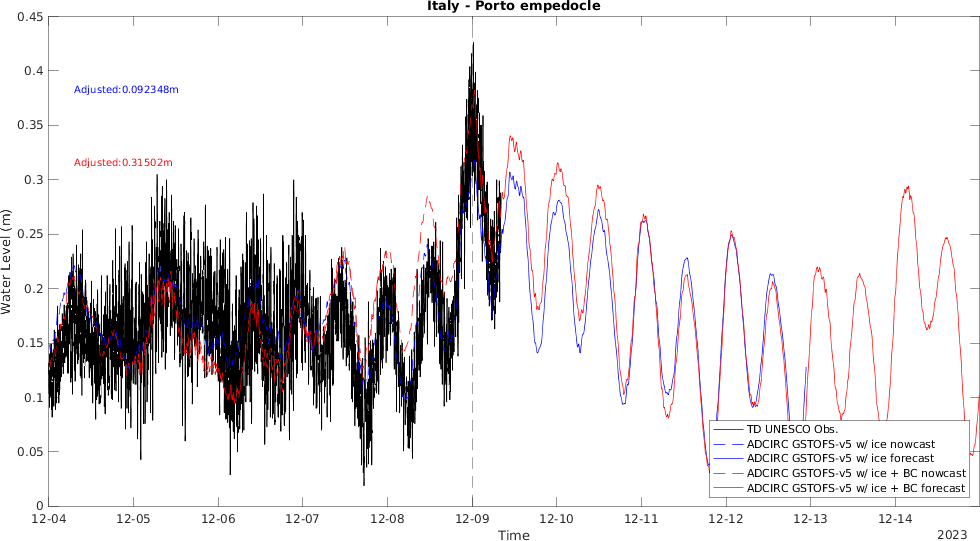 Italy - Porto empedocle
0.45
0.4
Adjusted:0.092348m
0.35
Adjusted:0.31502m
0.3
0.25
Water Level (m)
0.2
0.15
0.1
0.05
0
TD UNESCO Obs.
ADCIRC GSTOFS-v5 w/ ice nowcast
ADCIRC GSTOFS-v5 w/ ice forecast
ADCIRC GSTOFS-v5 w/ ice + BC nowcast
ADCIRC GSTOFS-v5 w/ ice + BC forecast
12-04 12-05 12-06 12-07 12-08 12-09 12-10 12-11 12-12 12-13 12-14
Time
2023